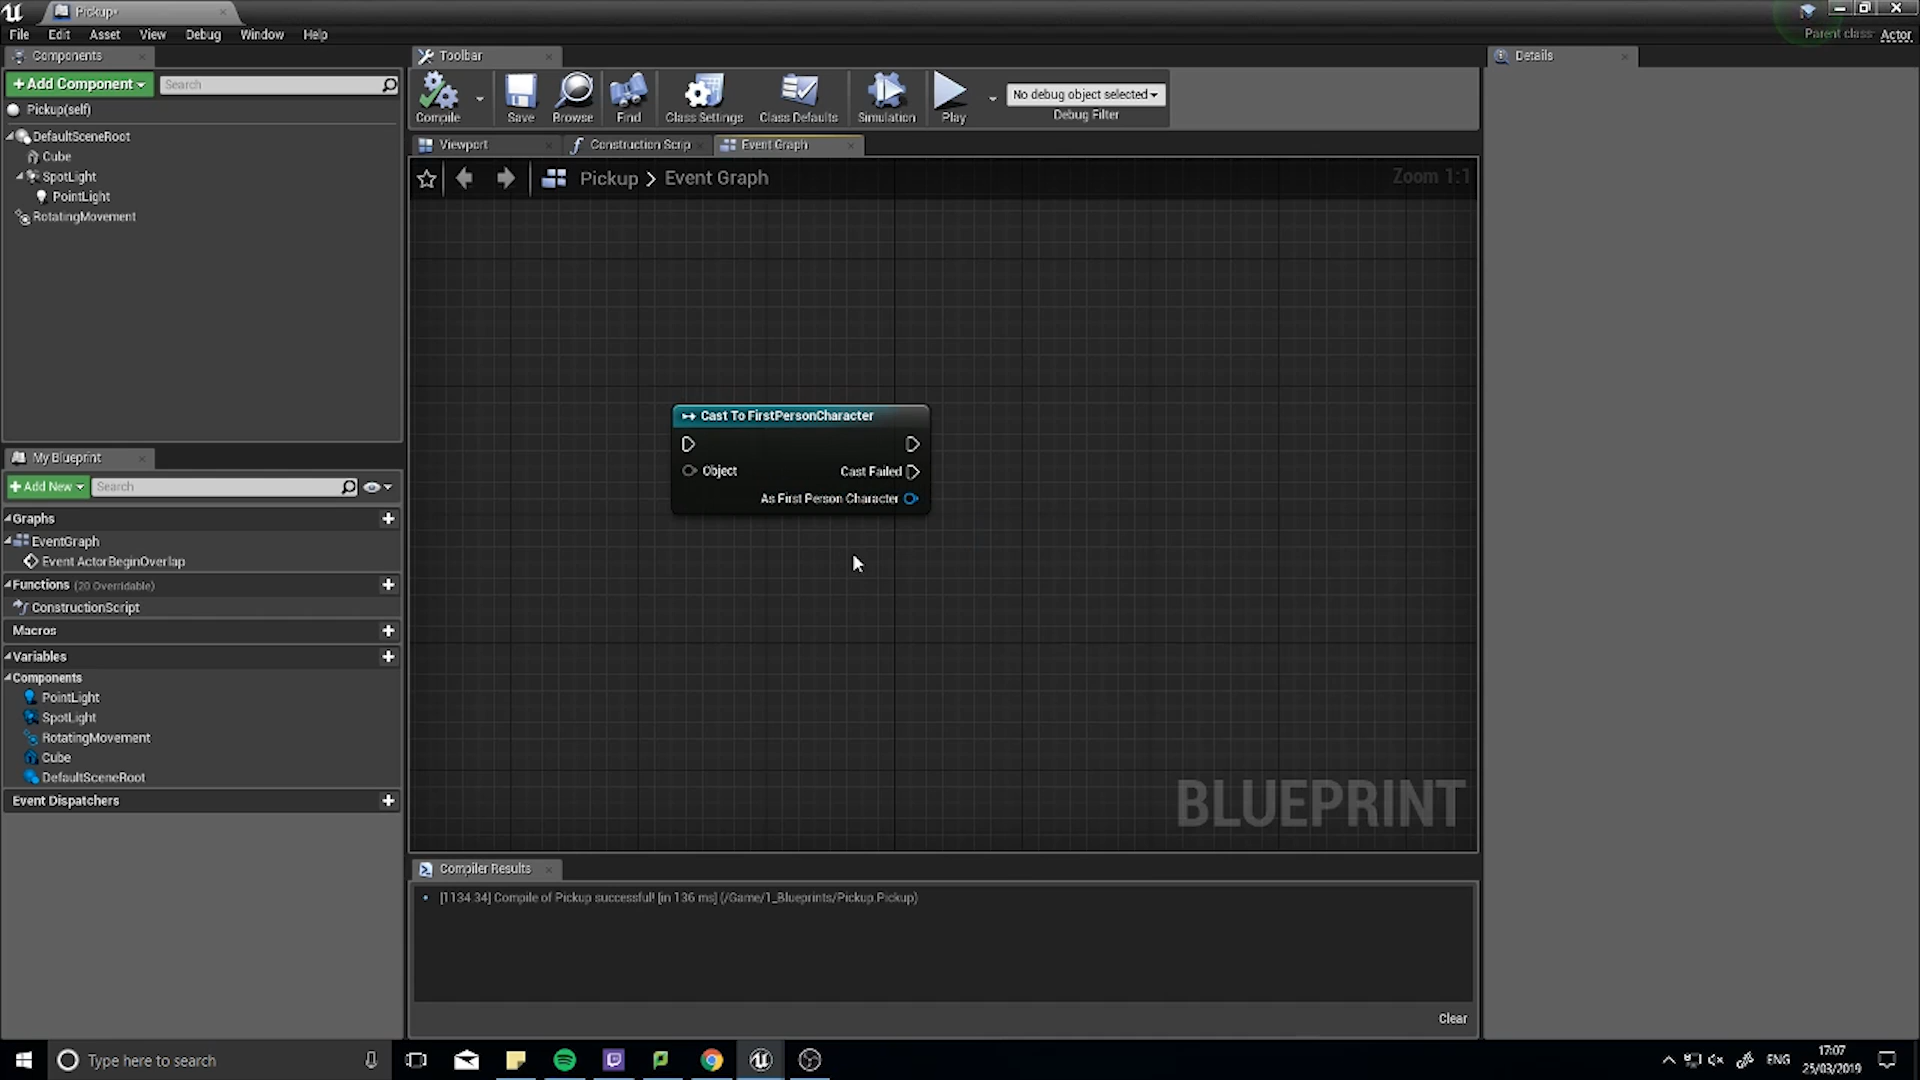 Pickup*
File Edit Asset View Debug Window Help
Parent class: Actor
Components
+Add Component
Search
Pickup(self)
DefaultSceneRoot
Cube
SpotLight
PointLight
RotatingMovement
My Blueprint
+Add New
Search
Graphs
EventGraph
Event ActorBeginOverlap
Functions (20 Overridable)
ConstructionScript
Macros
Variables
Components
PointLight
SpotLight
RotatingMovement
Cube
DefaultSceneRoot
Event Dispatchers
Toolbar
Compile
Save
Browse
Find
Class Settings
Class Defaults
Simulation
Play
No debug object selected
Debug Filter
Viewport
Construction Scrip
Event Graph
Pickup > Event Graph
Zoom 1:1
Cast To FirstPersonCharacter
Object
Cast Failed
As First Person Character
BLUEPRINT
Compiler Results
[1134.34] Compile of Pickup successful! [in 136 ms] (/Game/1_Blueprints/Pickup.Pickup)
Clear
Details
Type here to search
ENG
17:07
25/03/2019